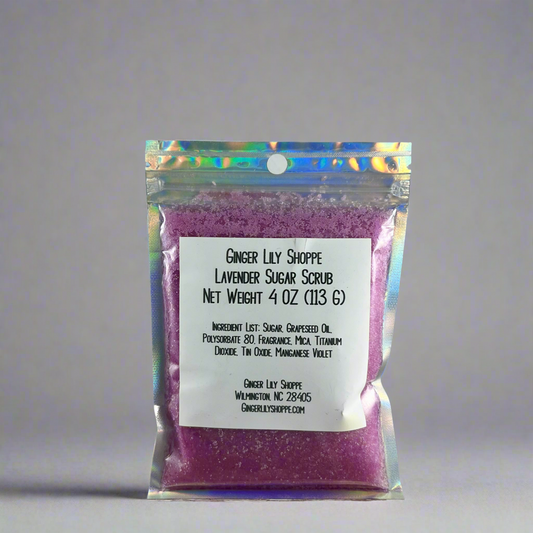 Ginger Lily Shoppe
Lavender Sugar Scrub
Net Weight 4 OZ (113 G)
Ingredient List: Sugar, Grapeseed Oil,
Polysorbate 80, Fragrance, Mica, Titanium
Dioxide, Tin Oxide, Manganese Violet
Ginger Lily Shoppe
Wilmington, NC 28405
Gingerlilyshoppe.com